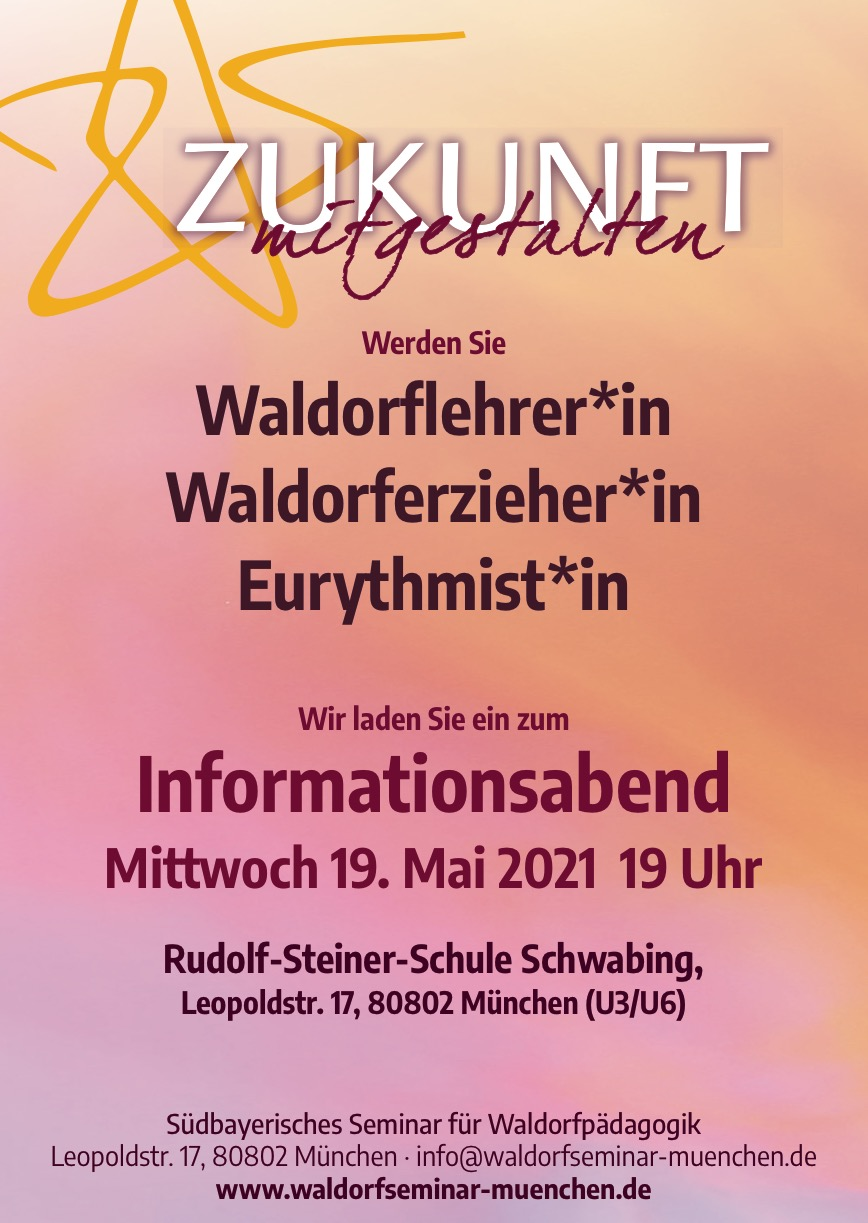 ZUKUNFT
mitgestalten
Werden Sie
Waldorflehrer*in
Waldorferzieher*in
Eurythmist*in
Wir laden Sie ein zum
Informationsabend
Mittwoch 19. Mai 2021 19 Uhr
Rudolf-Steiner-Schule Schwabing,
Leopoldstr. 17, 80802 München (U3/U6)
Südbayerisches Seminar für Waldorfpädagogik
Leopoldstr. 17, 80802 München · info@waldorfseminar-muenchen.de
www.waldorfseminar-muenchen.de